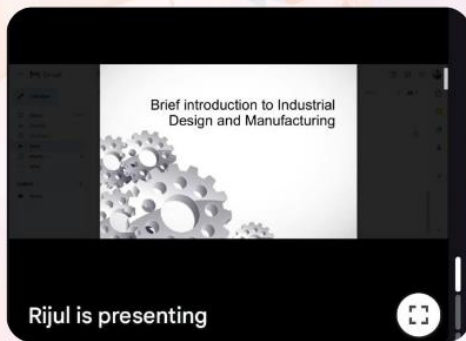 Brief introduction to Industrial
Design and Manufacturing
Rijul is presenting